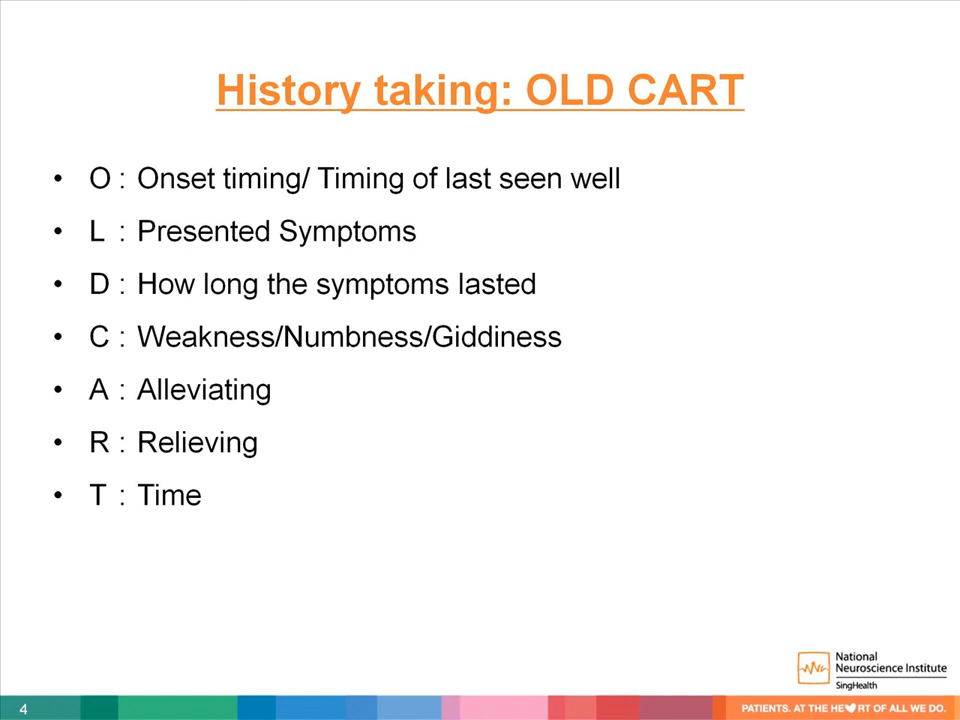 History taking: OLD CART
• O : Onset timing/ Timing of last seen well
• L : Presented Symptoms
• D : How long the symptoms lasted
• C : Weakness/Numbness/Giddiness
• A : Alleviating
• R : Relieving
• T : Time
National
Neuroscience Institute
SingHealth
4
PATIENTS. AT THE HE♥RT OF ALL WE DO.